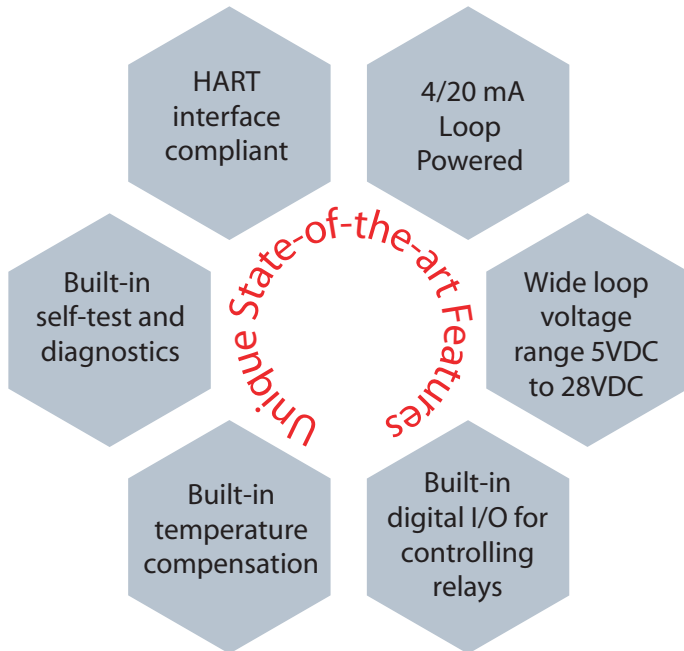 HART
interface
compliant
4/20 mA
Loop
Powered
Unique State-of-the-art Features
Built-in
self-test and
diagnostics
Wide loop
voltage
range 5VDC
to 28VDC
Built-in
temperature
compensation
Built-in
digital I/O for
controlling
relays